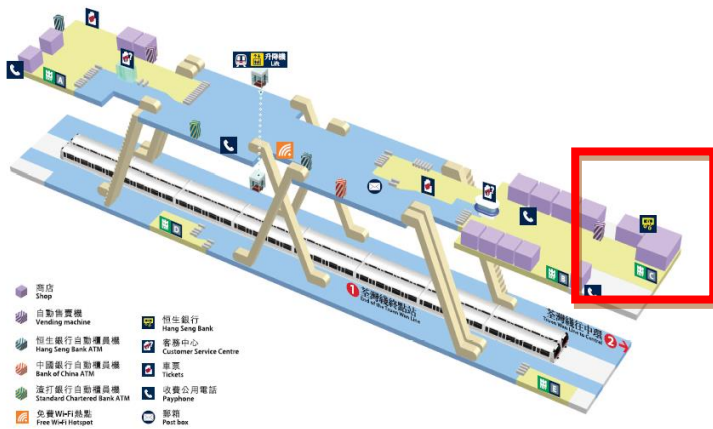 升降機
Lift
A
D
B
C
E
1
荃灣綫終點站
End of the Tsuen Wan Line
荃灣綫往中環
Tsuen Wan Line to Central
2
商店
Shop
自動售賣機
Vending machine
恒生銀行自動櫃員機
Hang Seng Bank ATM
中國銀行自動櫃員機
Bank of China ATM
渣打銀行自動櫃員機
Standard Chartered Bank ATM
免費Wi-Fi熱點
Free Wi-Fi Hotspot
恒生銀行
Hang Seng Bank
客務中心
Customer Service Centre
車票
Tickets
收費公用電話
Payphone
郵箱
Post box